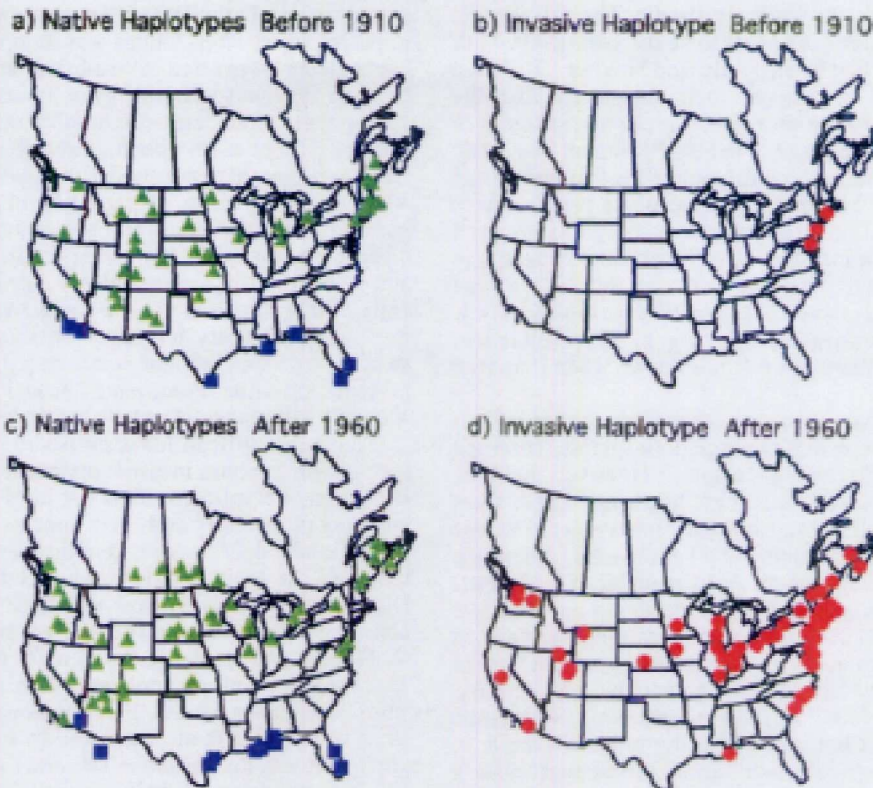 a) Native Haplotypes Before 1910
b) Invasive Haplotype Before 1910
c) Native Haplotypes After 1960
d) Invasive Haplotype After 1960